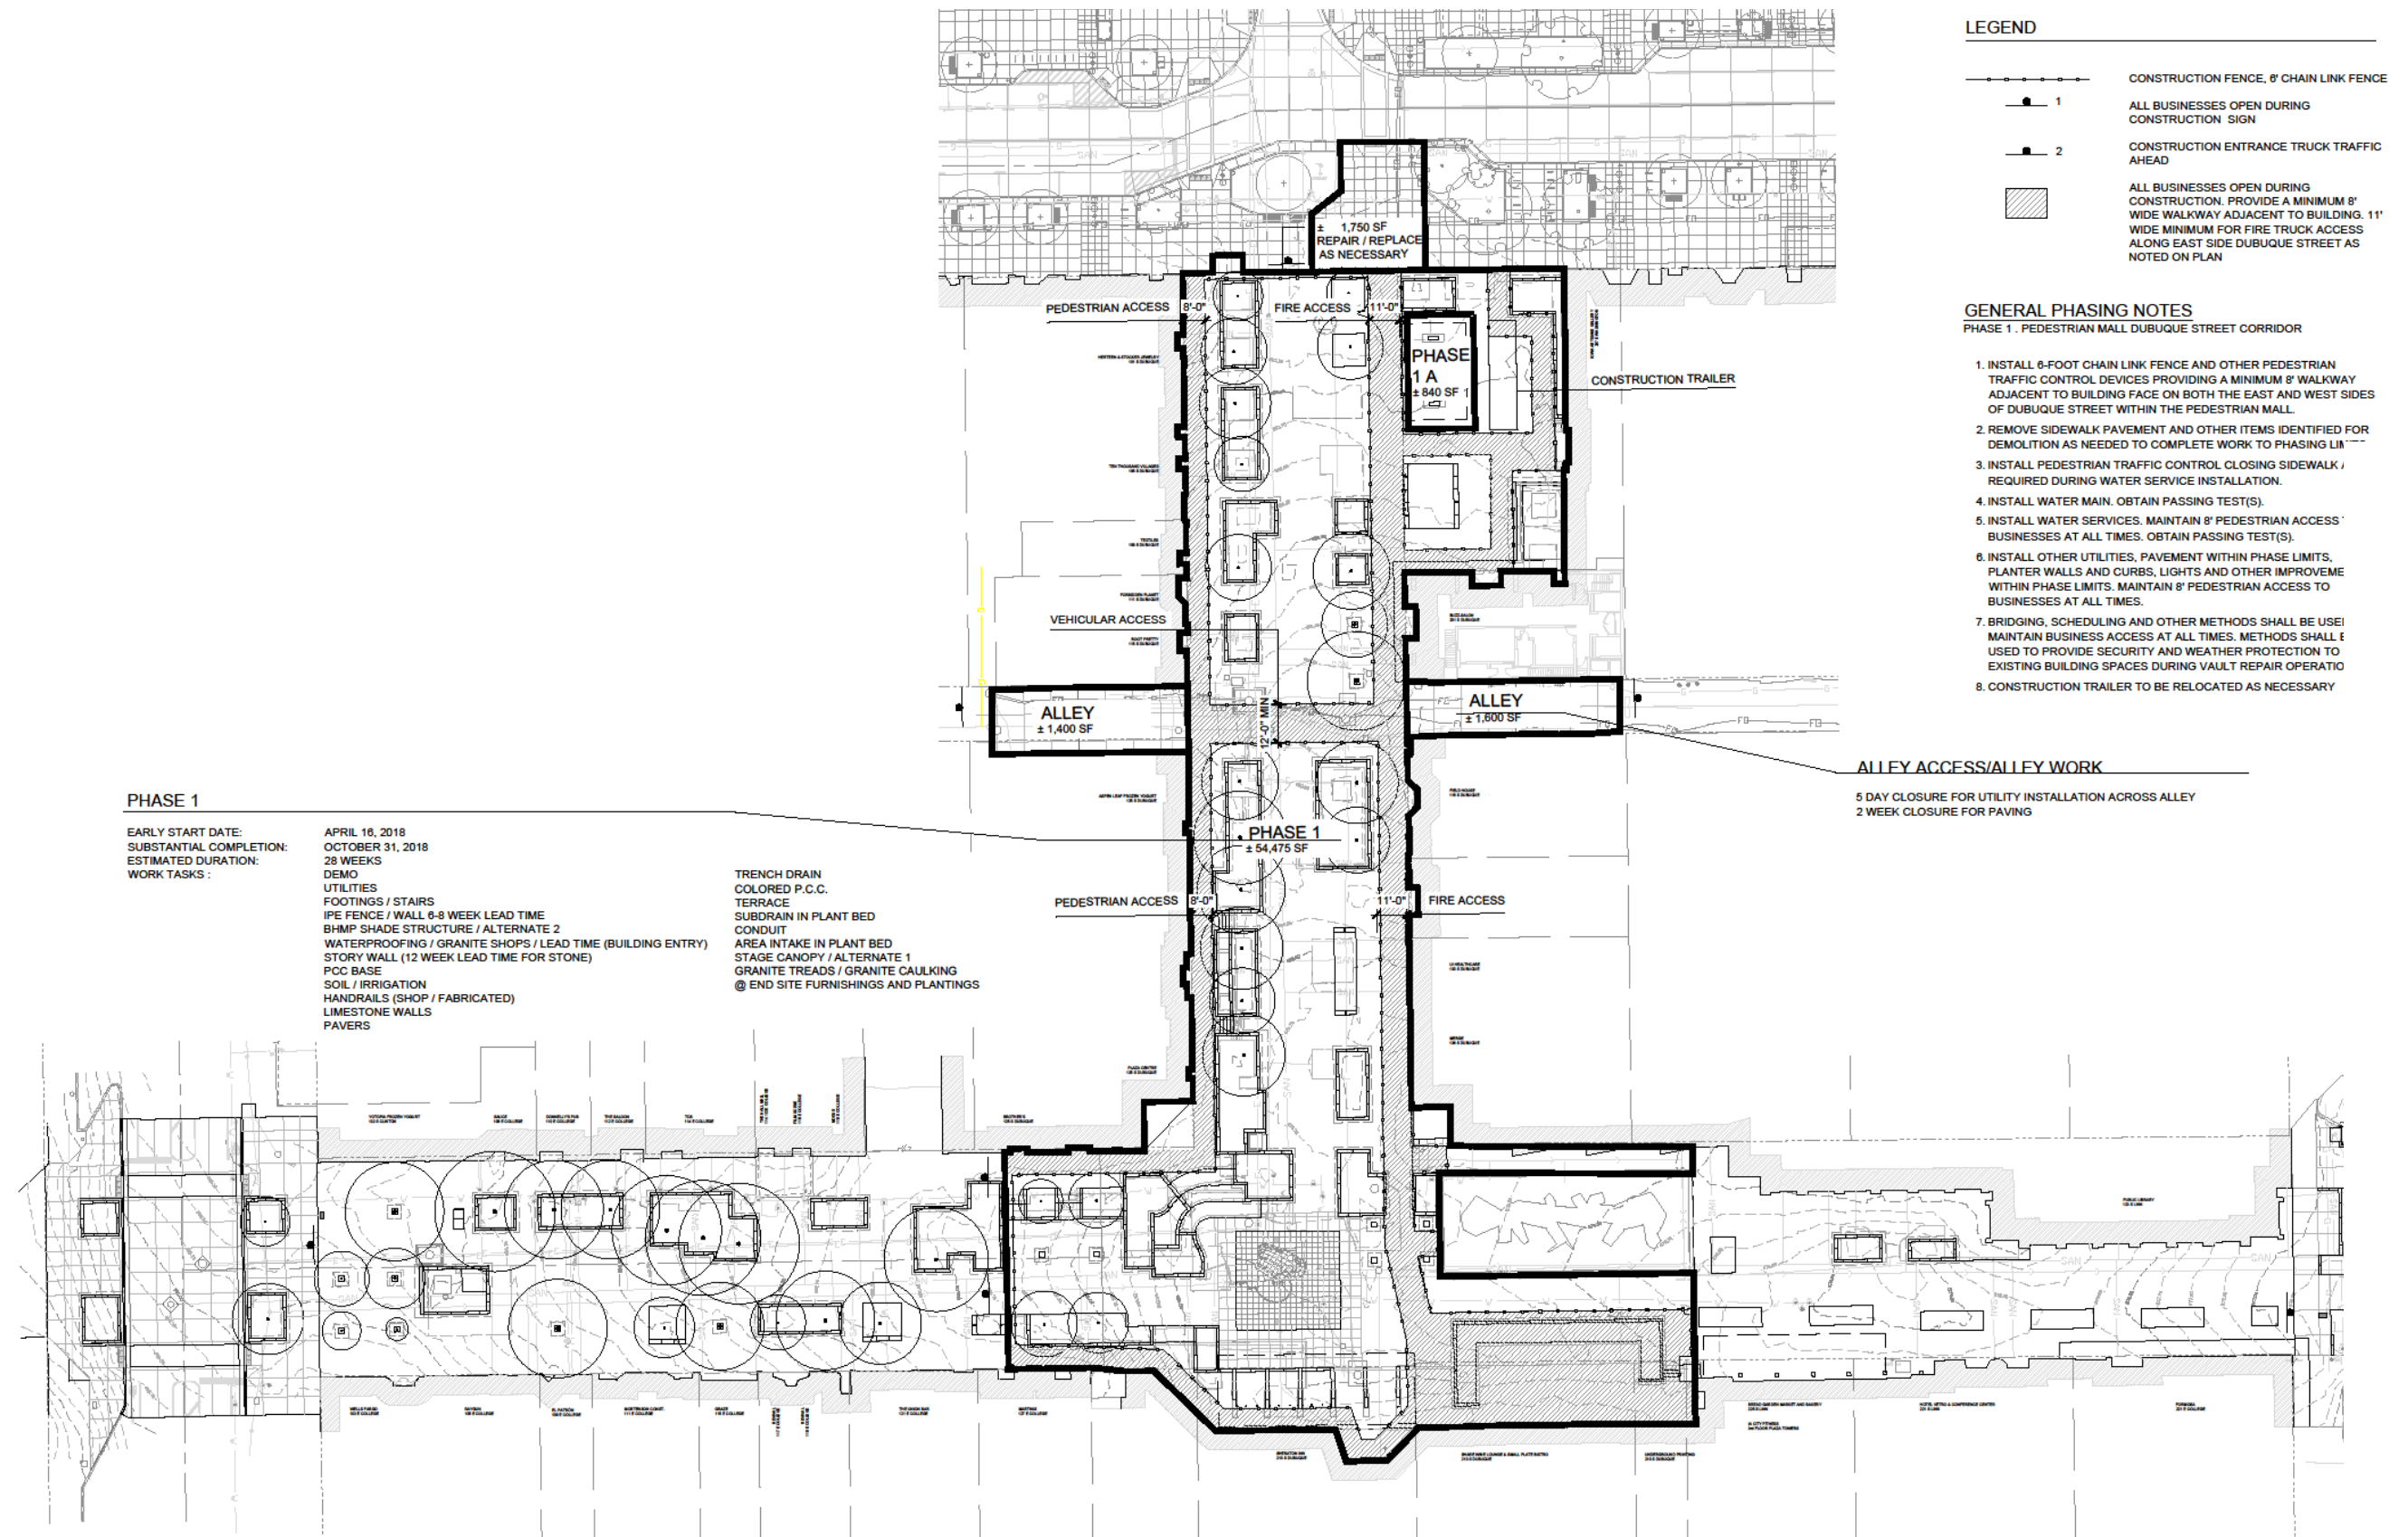 LEGEND
CONSTRUCTION FENCE, 6' CHAIN LINK FENCE
1
ALL BUSINESSES OPEN DURING
CONSTRUCTION SIGN
2
CONSTRUCTION ENTRANCE TRUCK TRAFFIC
AHEAD
ALL BUSINESSES OPEN DURING
CONSTRUCTION. PROVIDE A MINIMUM 8'
WIDE WALKWAY ADJACENT TO BUILDING. 11'
WIDE MINIMUM FOR FIRE TRUCK ACCESS
ALONG EAST SIDE DUBUQUE STREET AS
NOTED ON PLAN
GENERAL PHASING NOTES
PHASE 1 . PEDESTRIAN MALL DUBUQUE STREET CORRIDOR
1. INSTALL 6-FOOT CHAIN LINK FENCE AND OTHER PEDESTRIAN
TRAFFIC CONTROL DEVICES PROVIDING A MINIMUM 8' WALKWAY
ADJACENT TO BUILDING FACE ON BOTH THE EAST AND WEST SIDES
OF DUBUQUE STREET WITHIN THE PEDESTRIAN MALL.
2. REMOVE SIDEWALK PAVEMENT AND OTHER ITEMS IDENTIFIED FOR
DEMOLITION AS NEEDED TO COMPLETE WORK TO PHASING
3. INSTALL PEDESTRIAN TRAFFIC CONTROL CLOSING SIDEWALK
REQUIRED DURING WATER SERVICE INSTALLATION.
4. INSTALL WATER MAIN. OBTAIN PASSING TEST(S).
5. INSTALL WATER SERVICES. MAINTAIN 8' PEDESTRIAN ACCESS
BUSINESSES AT ALL TIMES. OBTAIN PASSING TEST(S).
6. INSTALL OTHER UTILITIES, PAVEMENT WITHIN PHASE LIMITS,
PLANTER WALLS AND CURBS, LIGHTS AND OTHER IMPROVEME
WITHIN PHASE LIMITS. MAINTAIN 8' PEDESTRIAN ACCESS TO
BUSINESSES AT ALL TIMES.
7. BRIDGING, SCHEDULING AND OTHER METHODS SHALL BE USE
MAINTAIN BUSINESS ACCESS AT ALL TIMES. METHODS SHALL
USED TO PROVIDE SECURITY AND WEATHER PROTECTION TO
EXISTING BUILDING SPACES DURING VAULT REPAIR OPERATIO
8. CONSTRUCTION TRAILER TO BE RELOCATED AS NECESSARY
± 1,750 SF
REPAIR / REPLACE
AS NECESSARY
PEDESTRIAN ACCESS 8'-0"
FIRE ACCESS 11'-0"
PHASE
1 A
± 840 SF
CONSTRUCTION TRAILER
VEHICULAR ACCESS
ALLEY
± 1,400 SF
12'-0" MIN
ALLEY
± 1,600 SF
ALLEY ACCESS/ALLEY WORK
5 DAY CLOSURE FOR UTILITY INSTALLATION ACROSS ALLEY
2 WEEK CLOSURE FOR PAVING
PHASE 1
± 54,475 SF
PEDESTRIAN ACCESS 8'-0"
11'-0" FIRE ACCESS
PHASE 1
EARLY START DATE: APRIL 16, 2018
SUBSTANTIAL COMPLETION: OCTOBER 31, 2018
ESTIMATED DURATION: 28 WEEKS
WORK TASKS : DEMO
UTILITIES
FOOTINGS / STAIRS
IPE FENCE / WALL 6-8 WEEK LEAD TIME
BHMP SHADE STRUCTURE / ALTERNATE 2
WATERPROOFING / GRANITE SHOPS / LEAD TIME (BUILDING ENTRY)
STORY WALL (12 WEEK LEAD TIME FOR STONE)
PCC BASE
SOIL / IRRIGATION
HANDRAILS (SHOP / FABRICATED)
LIMESTONE WALLS
PAVERS
TRENCH DRAIN
COLORED P.C.C.
TERRACE
SUBDRAIN IN PLANT BED
CONDUIT
AREA INTAKE IN PLANT BED
STAGE CANOPY / ALTERNATE 1
GRANITE TREADS / GRANITE CAULKING
@ END SITE FURNISHINGS AND PLANTINGS